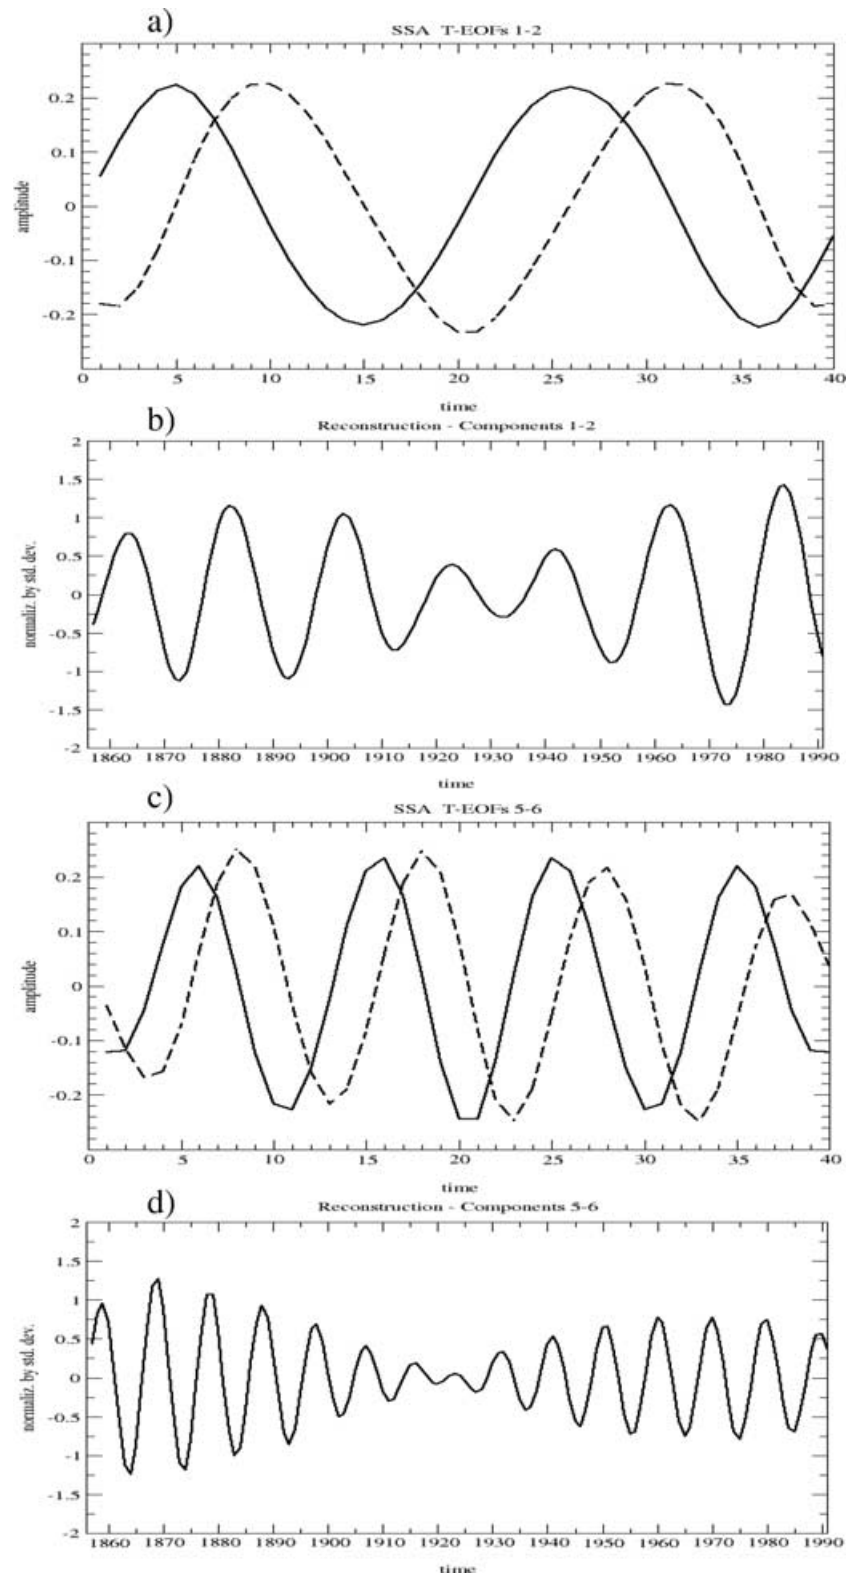 a)
SSA T-EOFs 1-2
0.2
0.1
0
-0.1
-0.2
amplitude
0 5 10 15 20 25 30 35 40
time
b)
Reconstruction - Components 1-2
2
1.5
1
0.5
0
-0.5
-1
-1.5
-2
normaliz. by std. dev.
1860 1870 1880 1890 1900 1910 1920 1930 1940 1950 1960 1970 1980 1990
time
c)
SSA T-EOFs 5-6
0.2
0.1
0
-0.1
-0.2
amplitude
0 5 10 15 20 25 30 35 40
time
d)
Reconstruction - Components 5-6
2
1.5
1
0.5
0
-0.5
-1
-1.5
-2
normaliz. by std. dev.
1860 1870 1880 1890 1900 1910 1920 1930 1940 1950 1960 1970 1980 1990
time